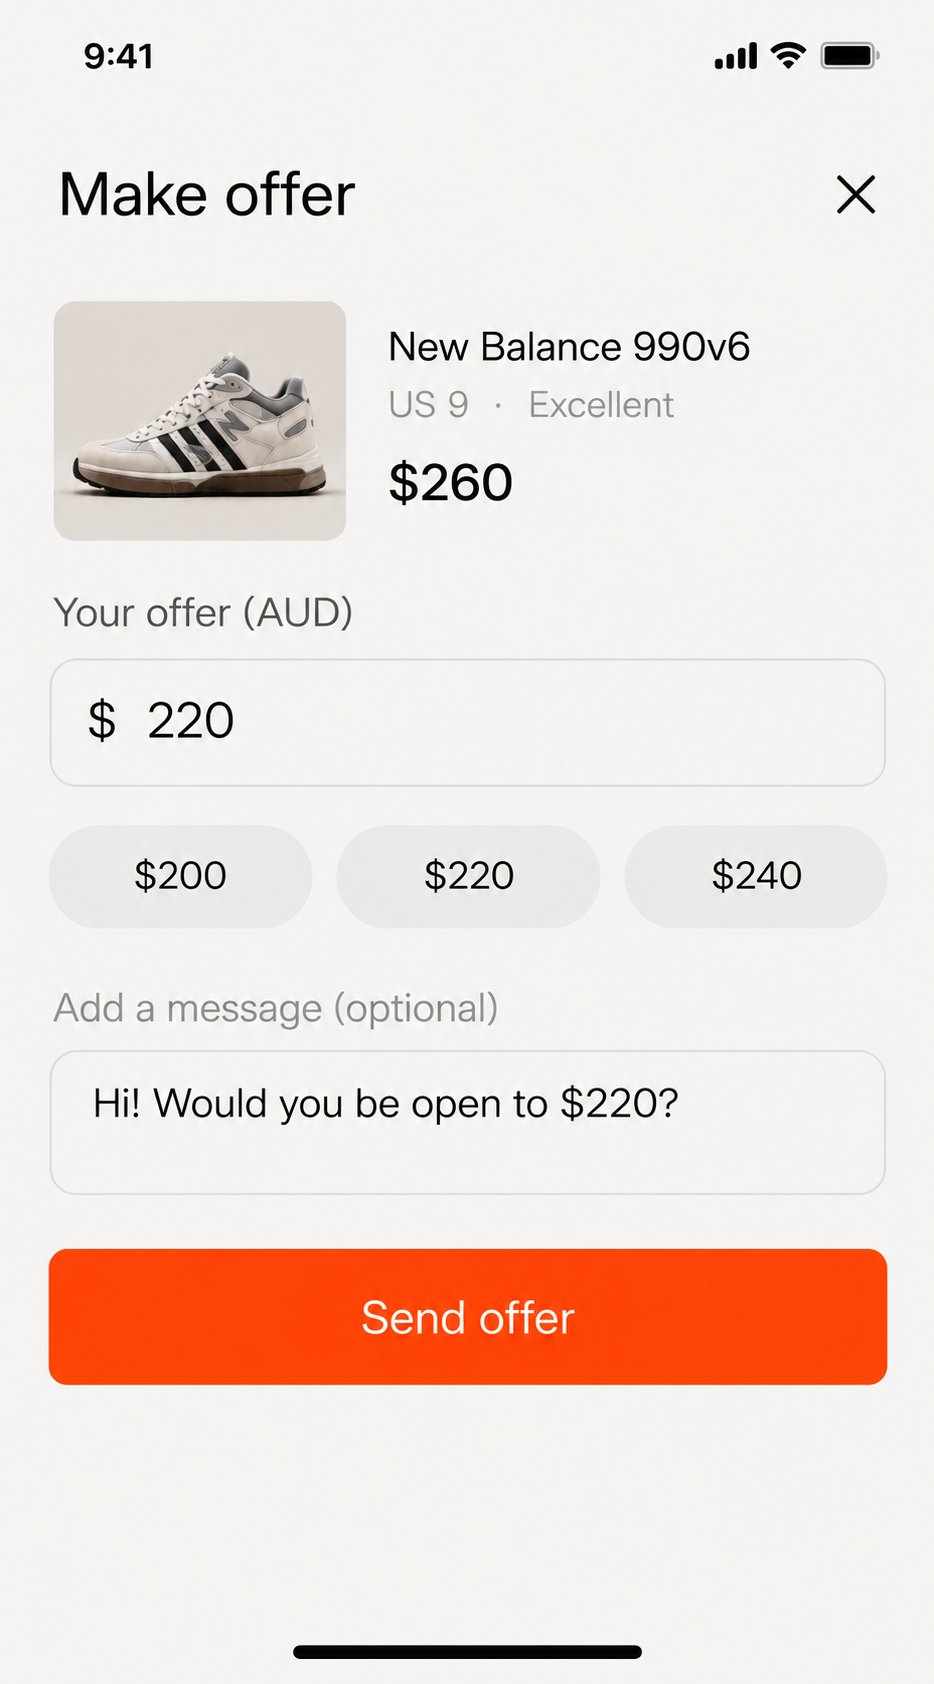 9:41
Make offer
New Balance 990v6
US 9 · Excellent
$260
Your offer (AUD)
$ 220
$200 $220 $240
Add a message (optional)
Hi! Would you be open to $220?
Send offer